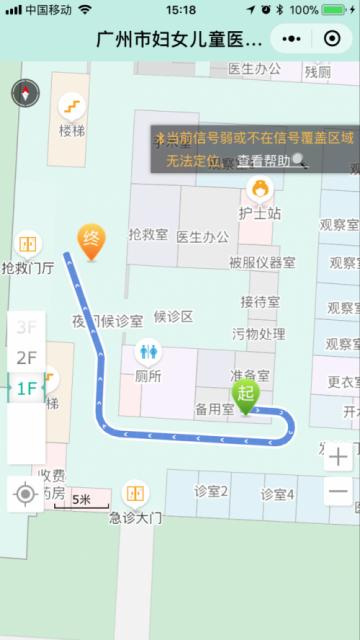 中国移动
15:18
100%
广州市妇女儿童医...
医生办公
残厕
楼梯
当前信号弱或不在信号覆盖区域
无法定位。 查看帮助
观察室
护士站
抢救室
医生办公
终
抢救门厅
被服仪器室
观察室
观察室
接待室
夜间候诊室
候诊区
观察室
3F
污物处理
2F
厕所
准备室
更衣室
1F
起
备用室
收费
药房
诊室2
诊室4
5米
急诊大门